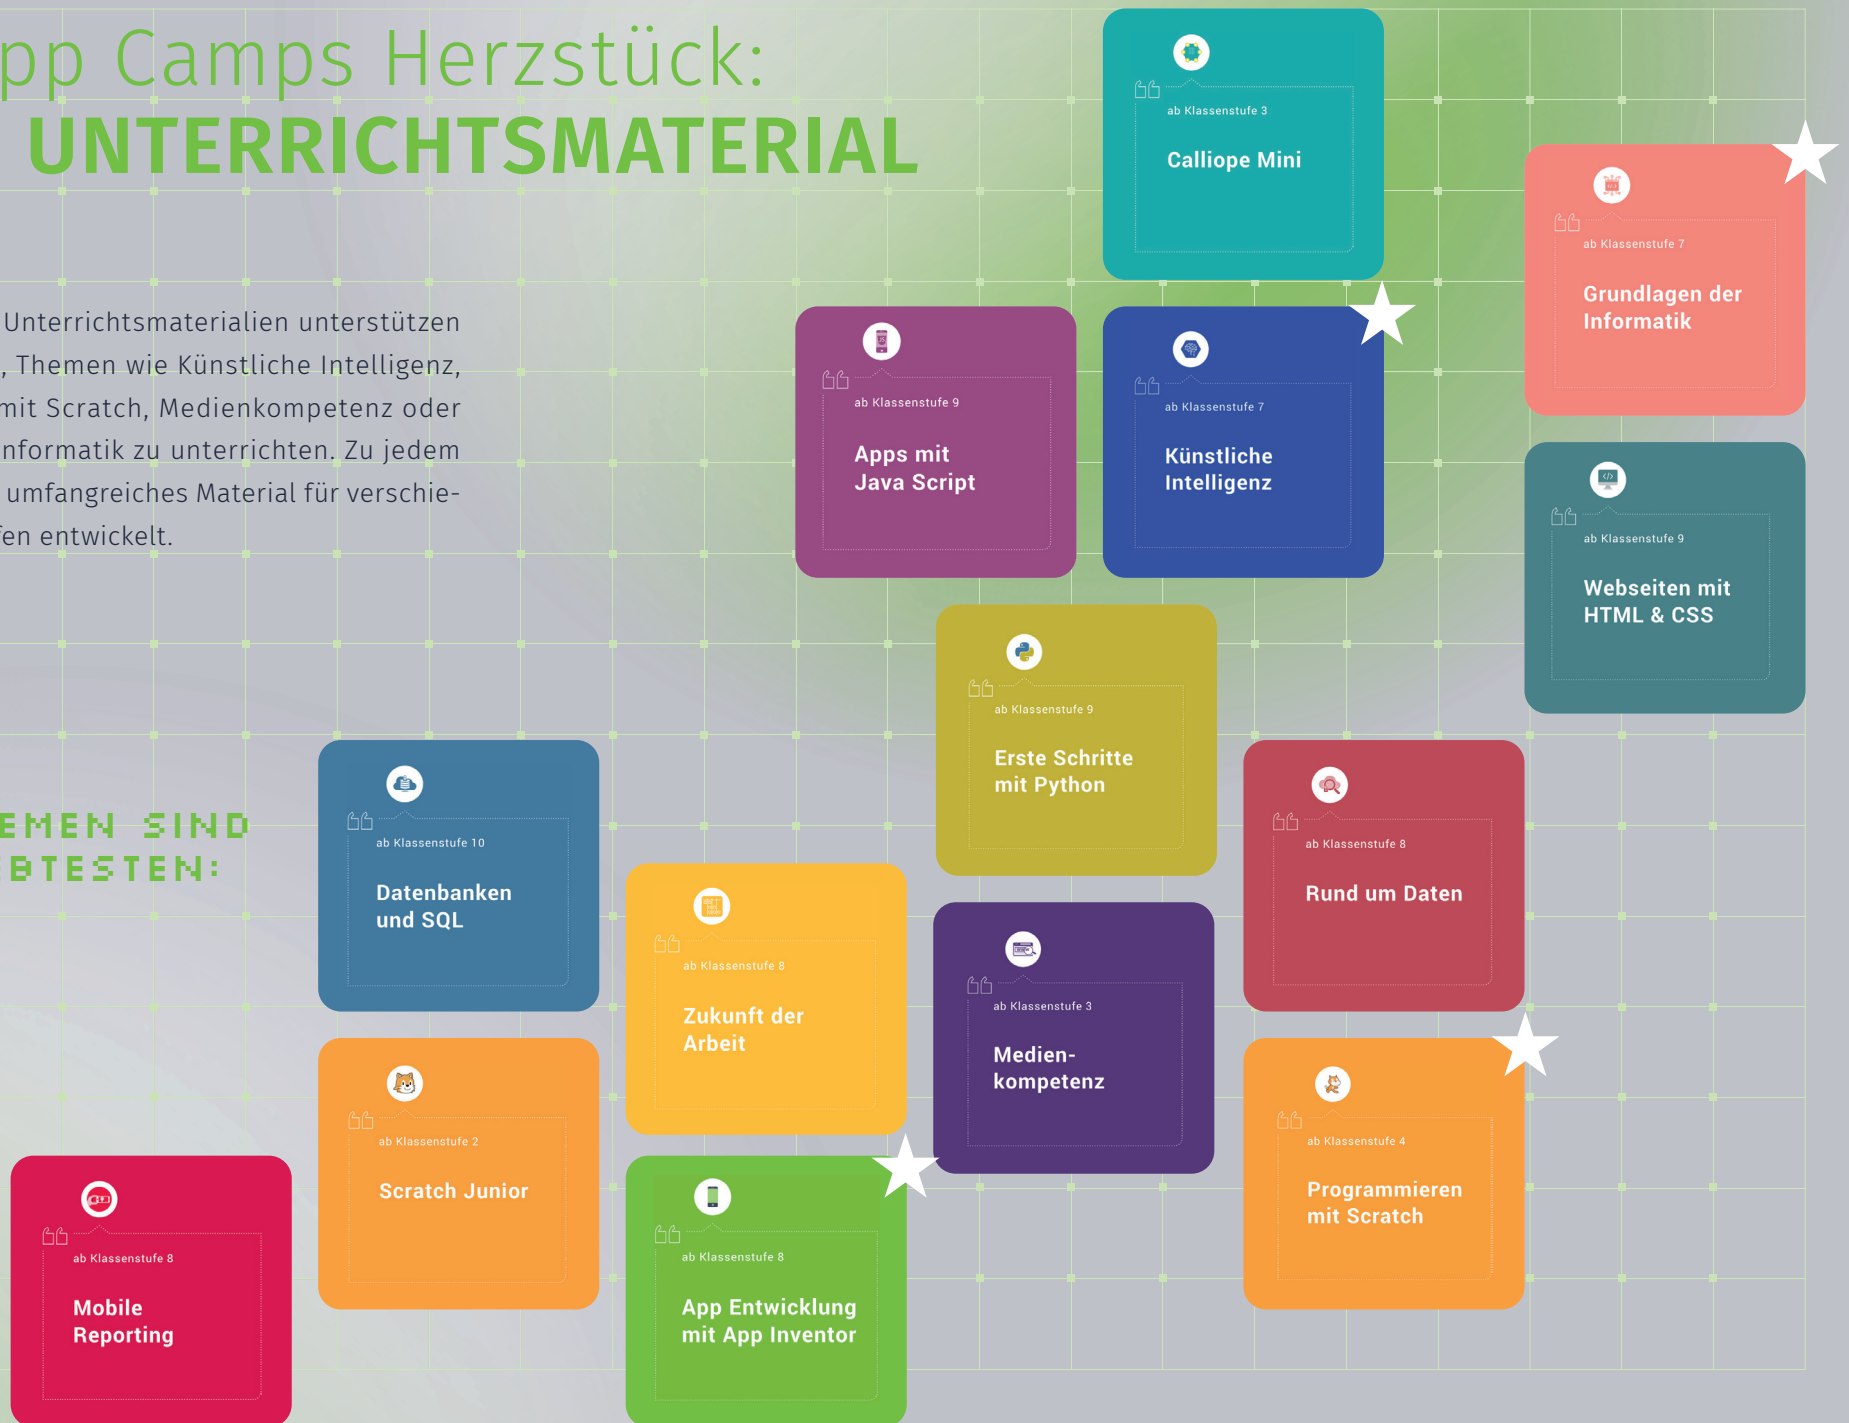 pp Camps Herzstück:
UNTERRICHTSMATERIAL
Unterrichtsmaterialien unterstützen
, Themen wie Künstliche Intelligenz,
mit Scratch, Medienkompetenz oder
nformatik zu unterrichten. Zu jedem
umfangreiches Material für verschie-
fen entwickelt.
EMEN SIND
EBTESTEN:
ab Klassenstufe 3
Calliope Mini
ab Klassenstufe 7
Grundlagen der
Informatik
ab Klassenstufe 9
Apps mit
Java Script
ab Klassenstufe 7
Künstliche
Intelligenz
ab Klassenstufe 9
Webseiten mit
HTML & CSS
ab Klassenstufe 9
Erste Schritte
mit Python
ab Klassenstufe 10
Datenbanken
und SQL
ab Klassenstufe 8
Zukunft der
Arbeit
ab Klassenstufe 3
Medien-
kompetenz
ab Klassenstufe 8
Rund um Daten
ab Klassenstufe 8
Mobile
Reporting
ab Klassenstufe 2
Scratch Junior
ab Klassenstufe 8
App Entwicklung
mit App Inventor
ab Klassenstufe 4
Programmieren
mit Scratch